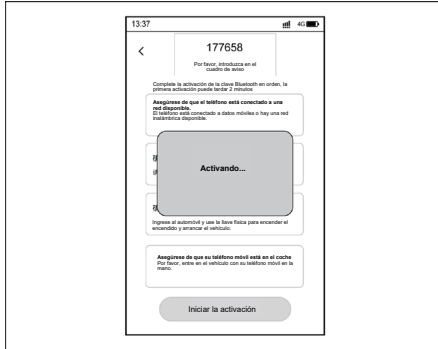 13:37
4G
177658
Por favor, introduzca en el
cuadro de aviso
Complete la activación de la clave Bluetooth en orden, la
primera activación puede tardar 2 minutos
Asegúrese de que el teléfono está conectado a una
red disponible.
El teléfono está conectado a datos móviles o hay una red
inalámbrica disponible.
Activando...
Ingrese al automóvil y use la llave física para encender el
encendido y arrancar el vehículo.
Asegúrese de que su teléfono móvil está en el coche
Por favor, entre en el vehículo con su teléfono móvil en la
mano.
Iniciar la activación